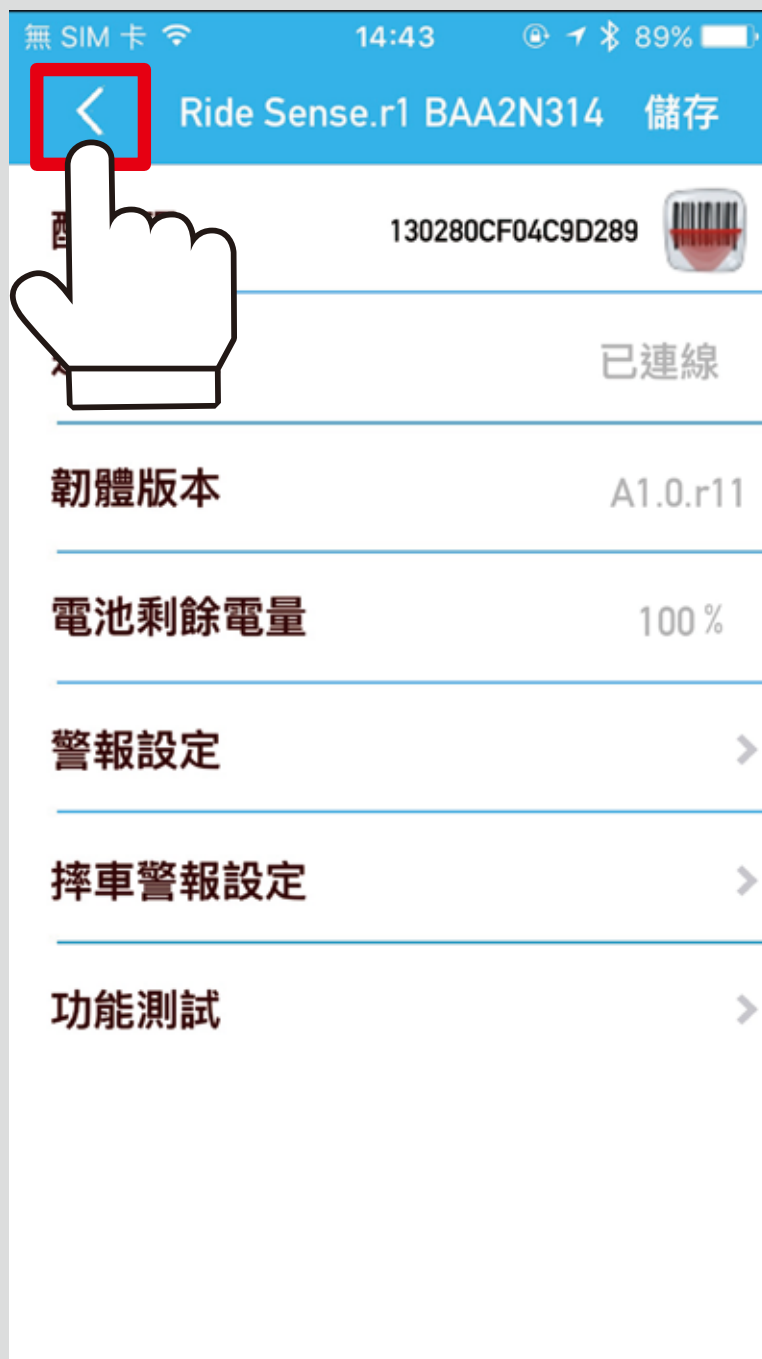 無 SIM 卡 14:43 89%
Ride Sense.r1 BAA2N314 儲存
130280CF04C9D289
已連線
韌體版本 A1.0.r11
電池剩餘電量 100 %
警報設定
摔車警報設定
功能測試